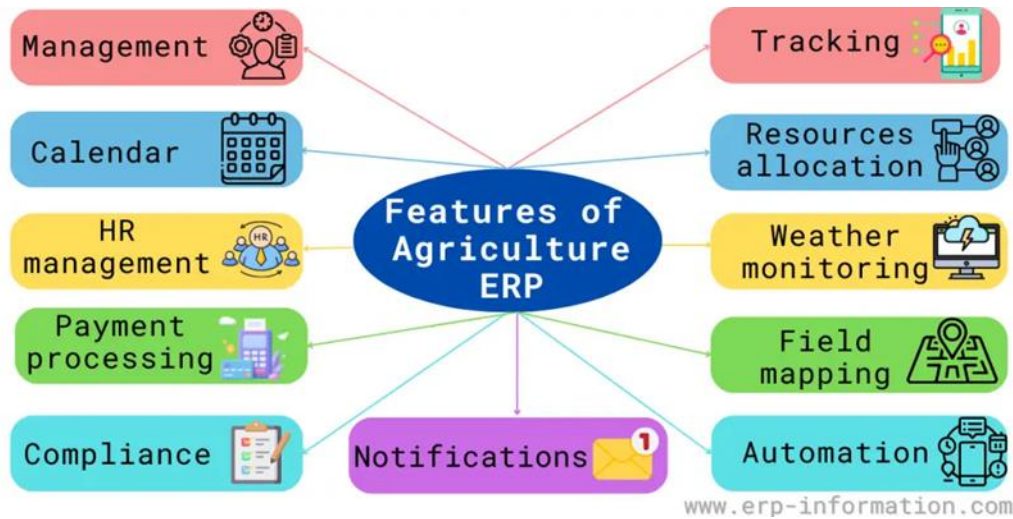 Management
Tracking
Calendar
Resources
allocation
Features of
Agriculture
ERP
HR
management
HR
Weather
monitoring
Payment
processing
Field
mapping
Compliance
Notifications
1
Automation
www.erp-information.com